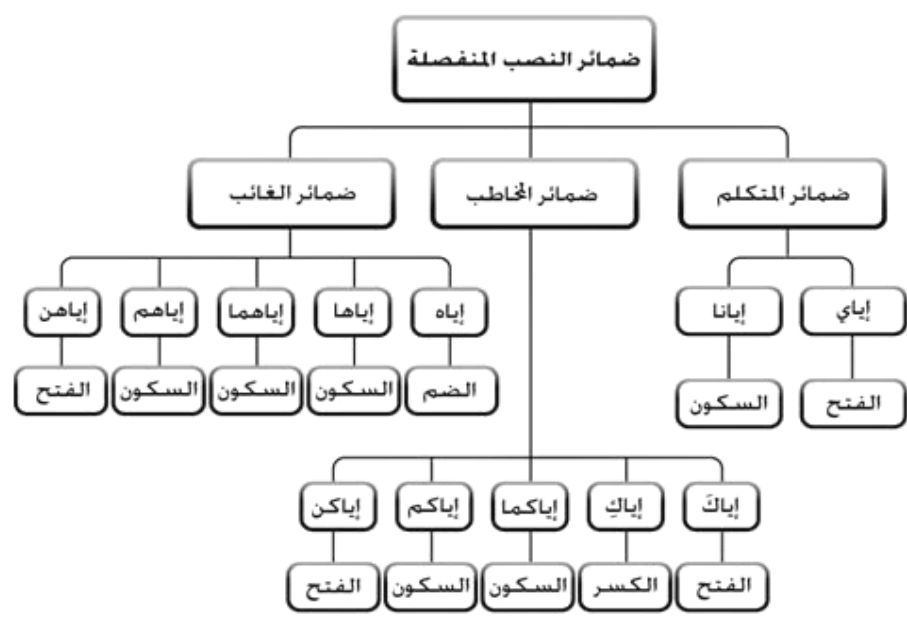 ضمائر النصب المنفصلة
ضمائر المتكلم ضمائر المخاطب ضمائر الغائب
إياي إيانا إياه إياها إياهما إياهم إياهن
الفتح السكون الضم السكون السكون السكون الفتح
إياكَ إياكِ إياكما إياكم إياكن
الفتح الكسر السكون السكون الفتح